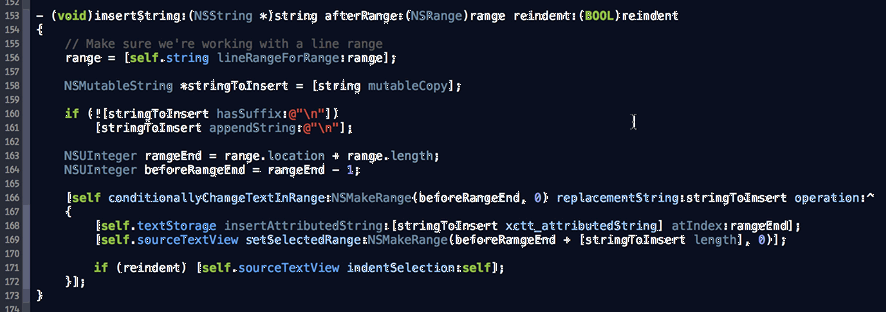 152
153 - (void)insertString:(NSString *)string afterRange:(NSRange)range reindent:(BOOL)reindent
154 {
155     // Make sure we're working with a line range
156     range = [self.string lineRangeForRange:range];
157
158     NSMutableString *stringToInsert = [string mutableCopy];
159
160     if (![stringToInsert hasSuffix:@"\n"])
161         [stringToInsert appendString:@"\n"];
162
163     NSUInteger rangeEnd = range.location + range.length;
164     NSUInteger beforeRangeEnd = rangeEnd - 1;
165
166     [self conditionallyChangeTextInRange:NSMakeRange(beforeRangeEnd, 0) replacementString:stringToInsert operation:^
167     {
168         [self.textStorage insertAttributedString:[stringToInsert xctt_attributedString] atIndex:rangeEnd];
169         [self.sourceTextView setSelectedRange:NSMakeRange(beforeRangeEnd + [stringToInsert length], 0)];
170
171         if (reindent) [self.sourceTextView indentSelection:self];
172     }];
173 }
174